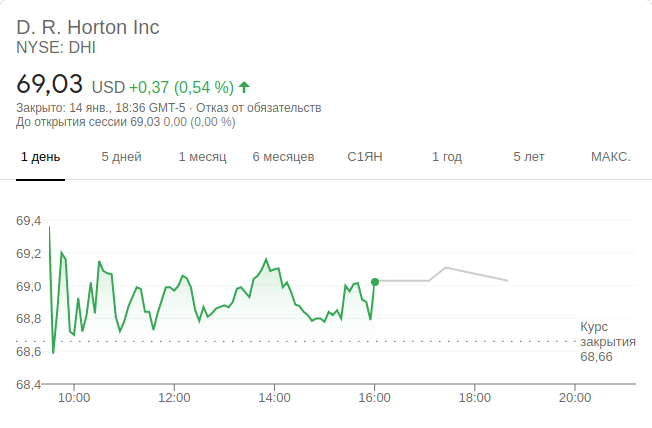 D. R. Horton Inc
NYSE: DHI
69,03 USD +0,37 (0,54 %)
Закрыто: 14 янв., 18:36 GMT-5 · Отказ от обязательств
До открытия сессии 69,03 0,00 (0,00 %)
1 день 5 дней 1 месяц 6 месяцев С1ЯН 1 год 5 лет МАКС.
69,4
69,2
69,0
68,8
68,6
68,4
Курс
закрытия
68,66
10:00 12:00 14:00 16:00 18:00 20:00